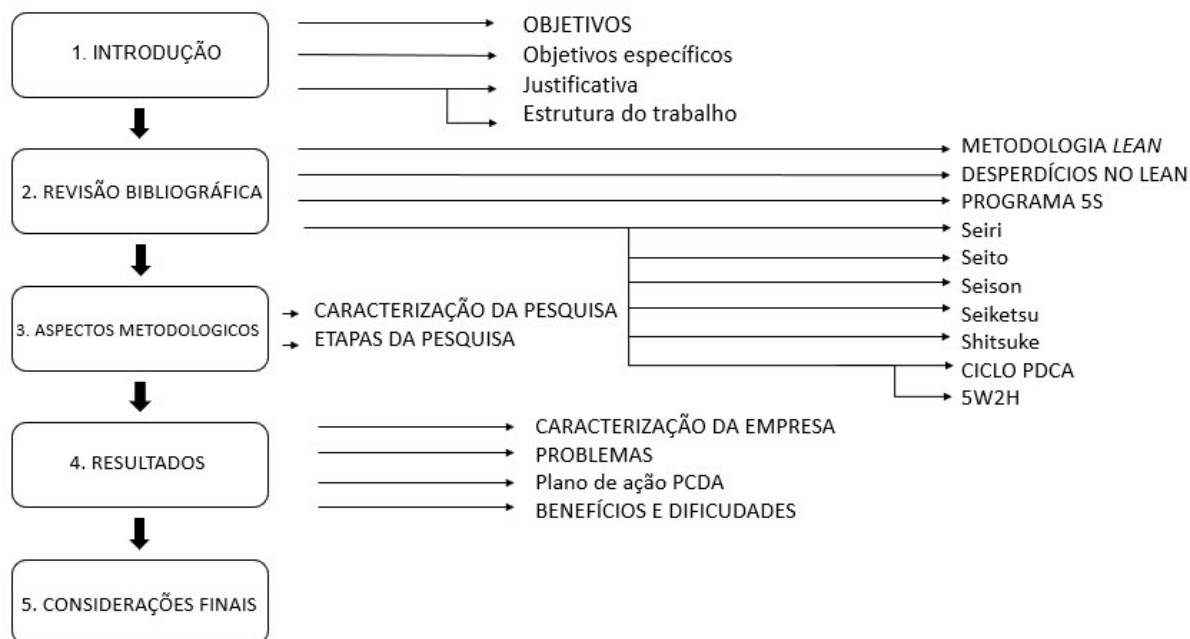 1. INTRODUÇÃO
OBJETIVOS
Objetivos específicos
Justificativa
Estrutura do trabalho
2. REVISÃO BIBLIOGRÁFICA
METODOLOGIA LEAN
DESPERDÍCIOS NO LEAN
PROGRAMA 5S
Seiri
Seito
Seison
Seiketsu
Shitsuke
CICLO PDCA
5W2H
3. ASPECTOS METODOLOGICOS
CARACTERIZAÇÃO DA PESQUISA
ETAPAS DA PESQUISA
4. RESULTADOS
CARACTERIZAÇÃO DA EMPRESA
PROBLEMAS
Plano de ação PCDA
BENEFÍCIOS E DIFICUDADES
5. CONSIDERAÇÕES FINAIS